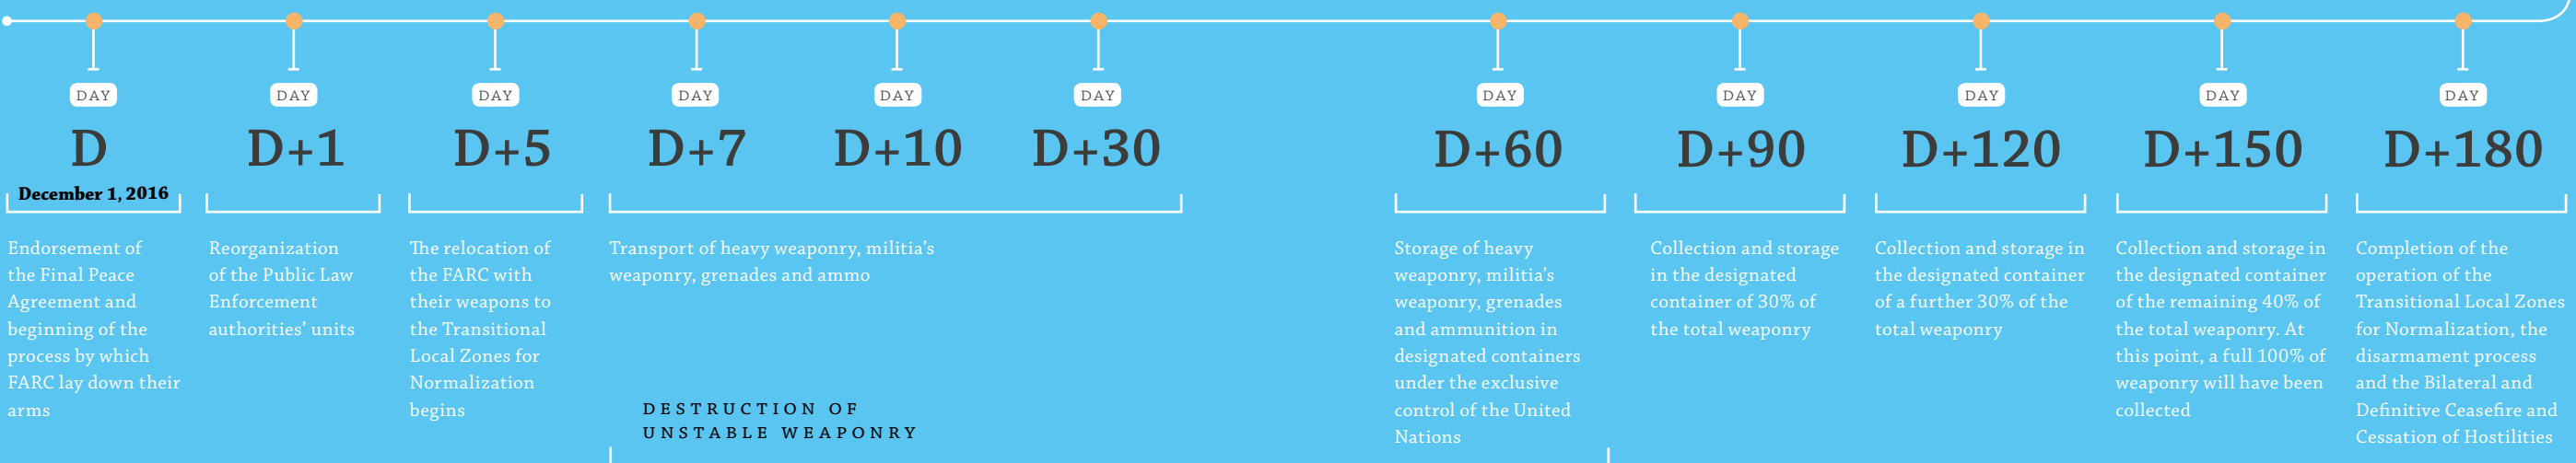 DAY
D
December 1, 2016
Endorsement of
the Final Peace
Agreement and
beginning of the
process by which
FARC lay down their
arms
DAY
D+1
Reorganization
of the Public Law
Enforcement
authorities’ units
DAY
D+5
The relocation of
the FARC with
their weapons to
the Transitional
Local Zones for
Normalization
begins
DAY
D+7
DAY
D+10
DAY
D+30
Transport of heavy weaponry, militia’s
weaponry, grenades and ammo
DESTRUCTION OF
UNSTABLE WEAPONRY
DAY
D+60
Storage of heavy
weaponry, militia’s
weaponry, grenades
and ammunition in
designated containers
under the exclusive
control of the United
Nations
DAY
D+90
Collection and storage
in the designated
container of 30% of
the total weaponry
DAY
D+120
Collection and storage in
the designated container
of a further 30% of the
total weaponry
DAY
D+150
Collection and storage in
the designated container
of the remaining 40% of
the total weaponry. At
this point, a full 100% of
weaponry will have been
collected
DAY
D+180
Completion of the
operation of the
Transitional Local Zones
for Normalization, the
disarmament process
and the Bilateral and
Definitive Ceasefire and
Cessation of Hostilities